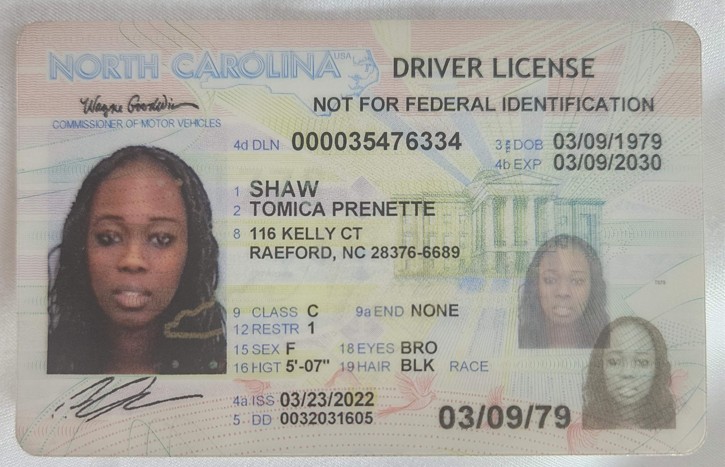 NORTH CAROLINA USA DRIVER LICENSE
Wayne Goodwin NOT FOR FEDERAL IDENTIFICATION
COMMISSIONER OF MOTOR VEHICLES
4d DLN 000035476334 3 DOB 03/09/1979
4b EXP 03/09/2030
1 SHAW
2 TOMICA PRENETTE
8 116 KELLY CT
RAEFORD, NC 28376-6689
9 CLASS C 9a END NONE
12 RESTR 1
15 SEX F 18 EYES BRO
16 HGT 5'-07" 19 HAIR BLK RACE
4a ISS 03/23/2022
5 DD 0032031605
03/09/79